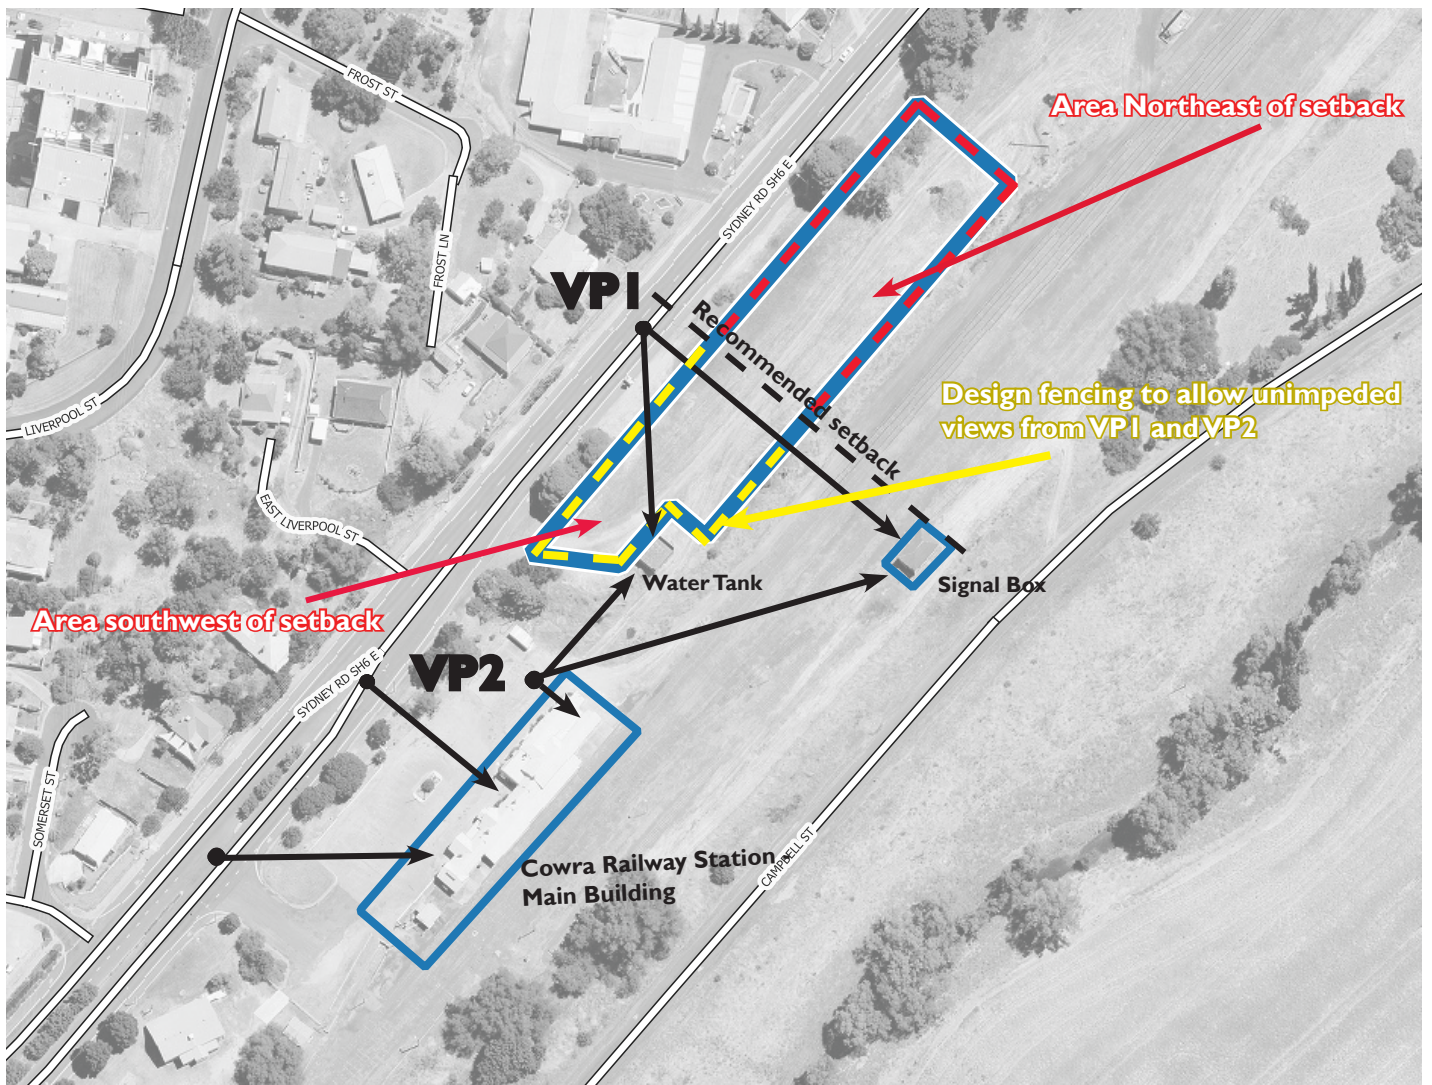 FROST ST
Area Northeast of setback
SYDNEY RD SH6 E
FROST LN
VP1
Recommended setback
Design fencing to allow unimpeded
views from VP1 and VP2
LIVERPOOL ST
EAST LIVERPOOL ST
Water Tank
Signal Box
Area southwest of setback
VP2
SYDNEY RD SH6 E
SOMERSET ST
Cowra Railway Station -
Main Building
CAMPBELL ST